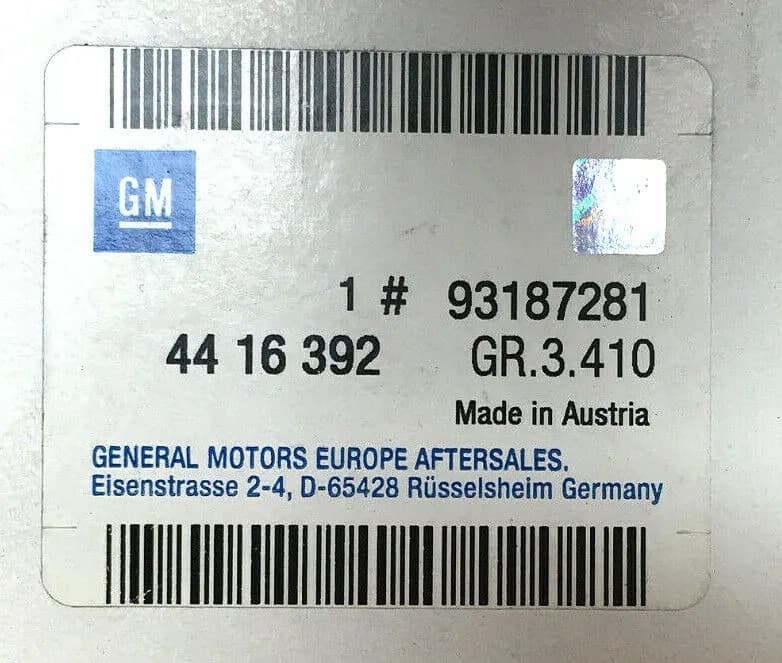 GM
1 # 93187281
44 16 392 GR.3.410
Made in Austria
GENERAL MOTORS EUROPE AFTERSALES.
Eisenstrasse 2-4, D-65428 Rüsselsheim Germany